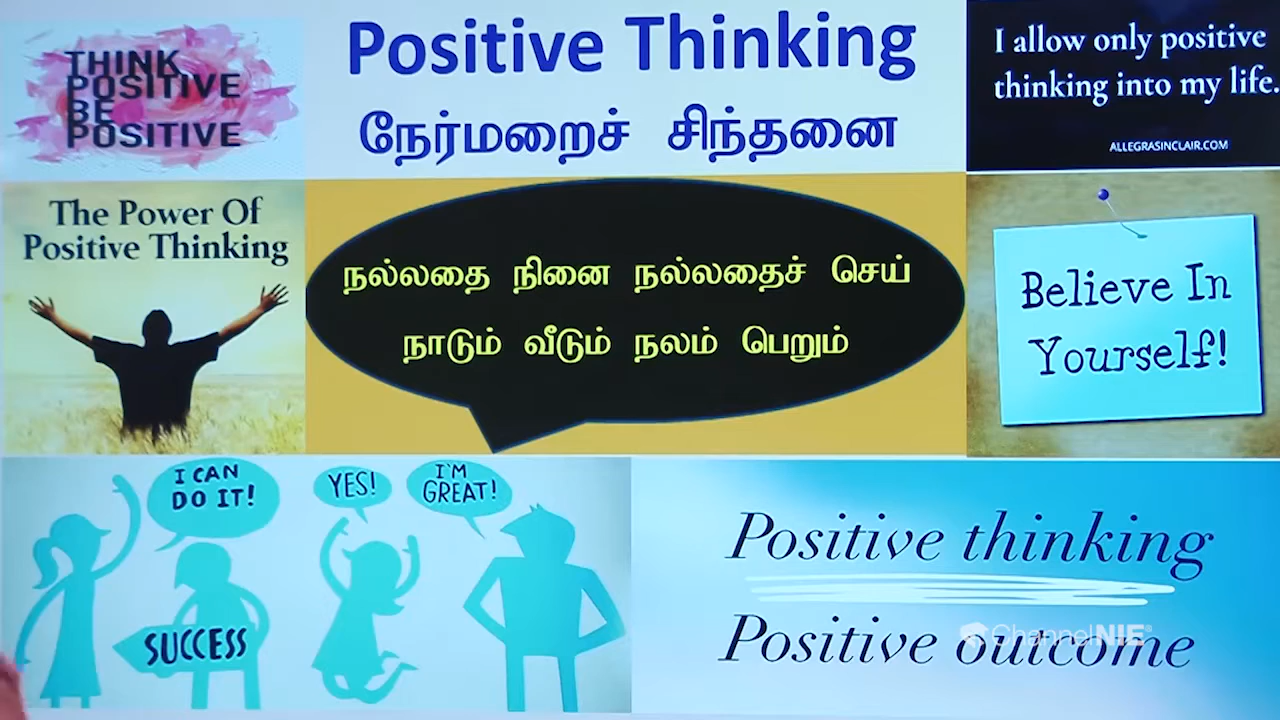 THINK
POSITIVE
BE
POSITIVE
Positive Thinking
நேர்மறைச் சிந்தனை
I allow only positive
thinking into my life.
ALLEGRASINCLAIR.COM
The Power Of
Positive Thinking
நல்லதை நினை நல்லதைச் செய்
நாடும் வீடும் நலம் பெறும்
Believe In
Yourself!
I CAN
DO IT!
YES!
I'M
GREAT!
SUCCESS
Positive thinking
Positive outcome
ChannelNIE